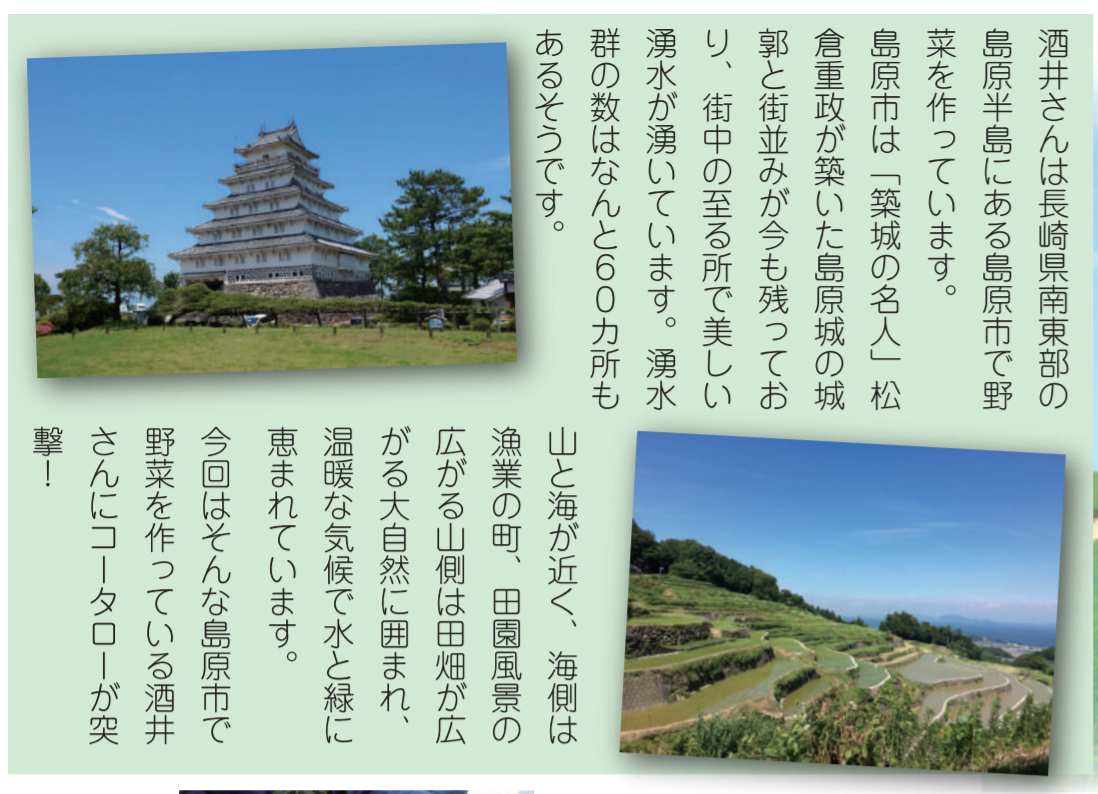 酒井さんは長崎県南東部の
島原半島にある島原市で野
菜を作っています。
島原市は「築城の名人」松
倉重政が築いた島原城の城
郭と街並みが今も残ってお
り、街中の至る所で美しい
湧水が湧いています。湧水
群の数はなんと60カ所も
あるそうです。
山と海が近く、海側は
漁業の町、田園風景の
広がる山側は田畑が広
がる大自然に囲まれ、
温暖な気候で水と緑に
恵まれています。
今回はそんな島原市で
野菜を作っている酒井
さんにコータローが突
撃！